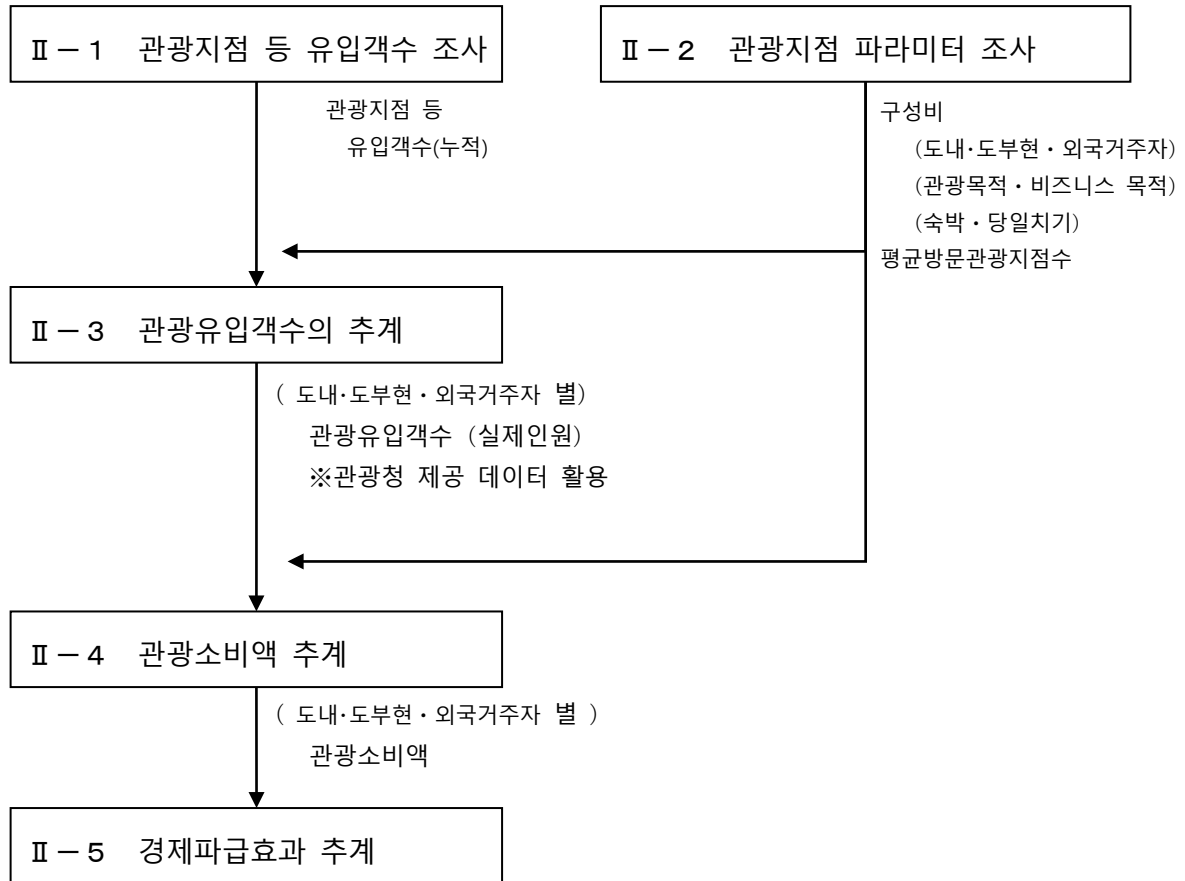 Ⅱ－1 관광지점 등 유입객수 조사
Ⅱ－2 관광지점 파라미터 조사
관광지점 등
유입객수(누적)
구성비
(도내·도부현・외국거주자)
(관광목적・비즈니스 목적)
(숙박・당일치기)
평균방문관광지점수
Ⅱ－3 관광유입객수의 추계
( 도내·도부현・외국거주자 별)
관광유입객수 (실제인원)
※관광청 제공 데이터 활용
Ⅱ－4 관광소비액 추계
( 도내·도부현・외국거주자 별 )
관광소비액
Ⅱ－5 경제파급효과 추계